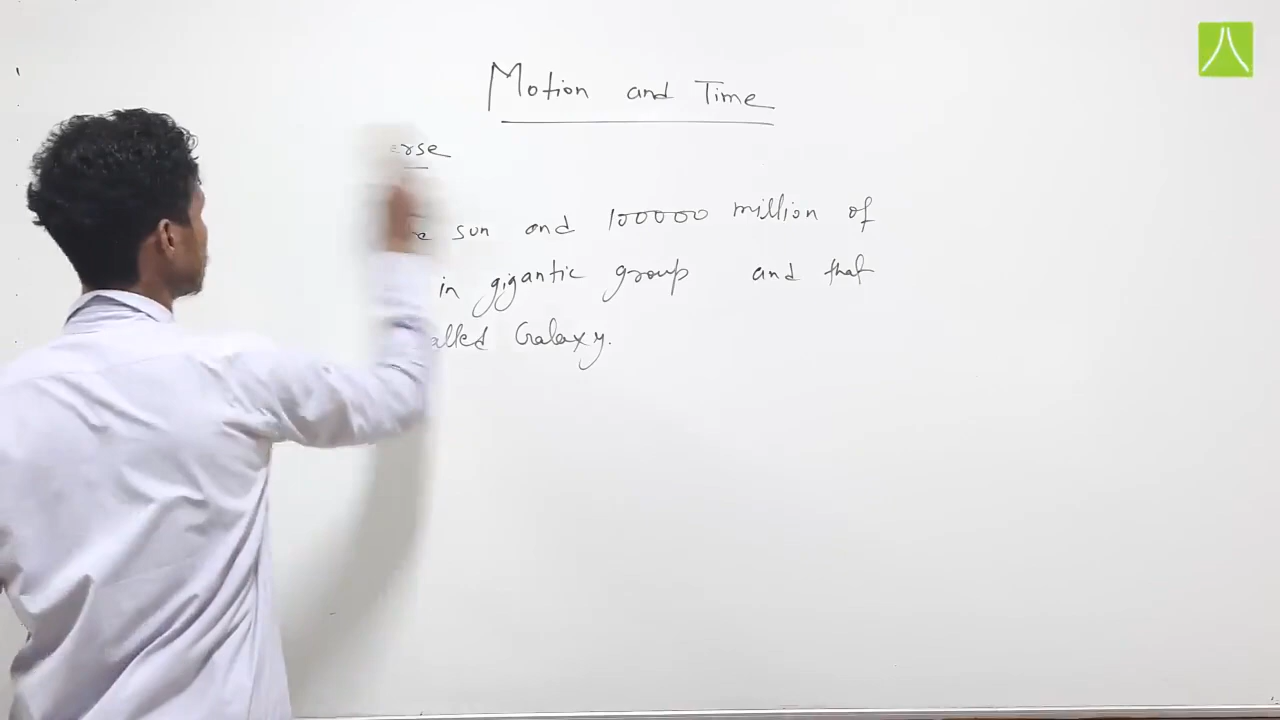 Motion and Time
erse
sun and 100000 million of
in gigantic group and that
alled Galaxy.